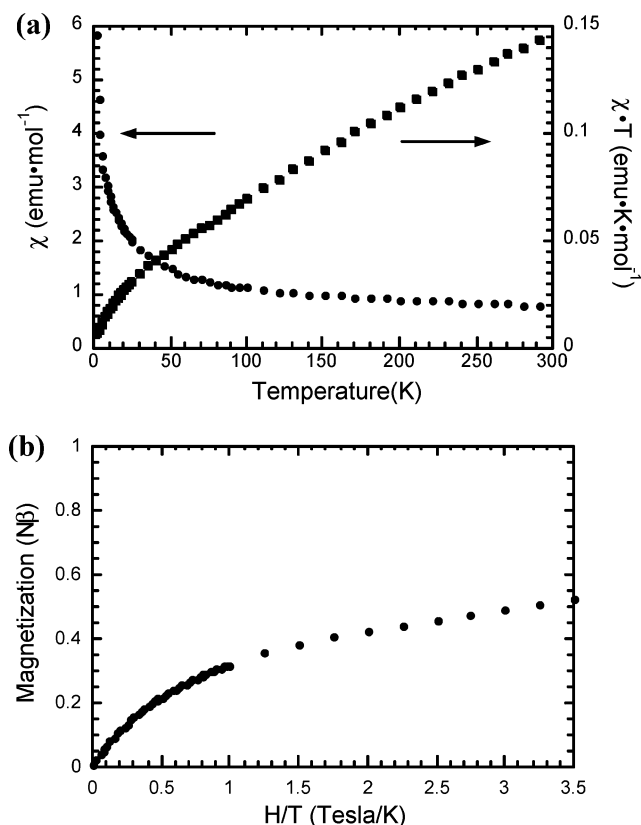 (a)
6
5
4
3
2
1
0
χ (emu•mol⁻¹)
0.15
0.1
0.05
0
χ•T (emu•K•mol⁻¹)
0 50 100 150 200 250 300
Temperature(K)
(b)
1
0.8
0.6
0.4
0.2
0
Magnetization (Nβ)
0 0.5 1 1.5 2 2.5 3 3.5
H/T (Tesla/K)